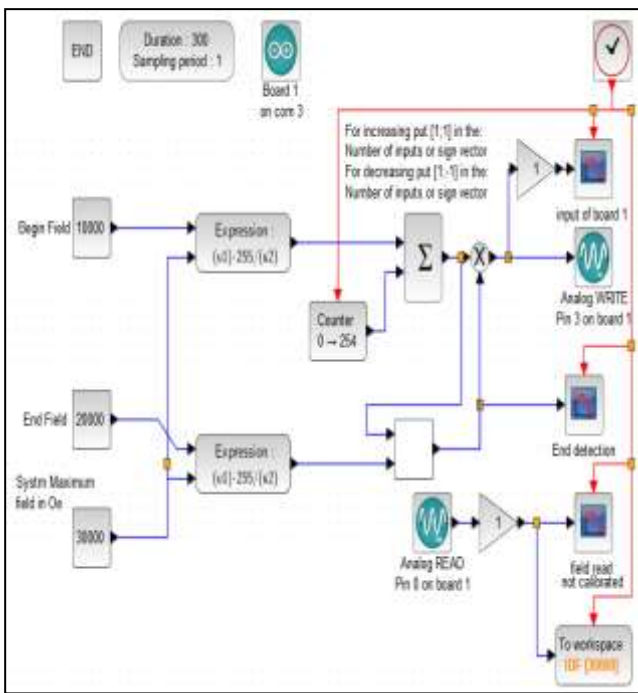 END
Duration : 300
Sampling period : 1
Board 1
on com 3
For increasing put [1;1] in the:
Number of inputs or sign vector
For decreasing put [1;-1] in the:
Number of inputs or sign vector
1
input of board 1
Begin Field
10000
Expression :
(u1)*255/(u2)
Σ
X
Analog WRITE
Pin 3 on board 1
Counter
0 → 254
End Field
20000
Expression :
(u1)*255/(u2)
End detection
Systm Maximum
field in Oe
30000
Analog READ
Pin 0 on board 1
1
field read
not calibrated
To workspace